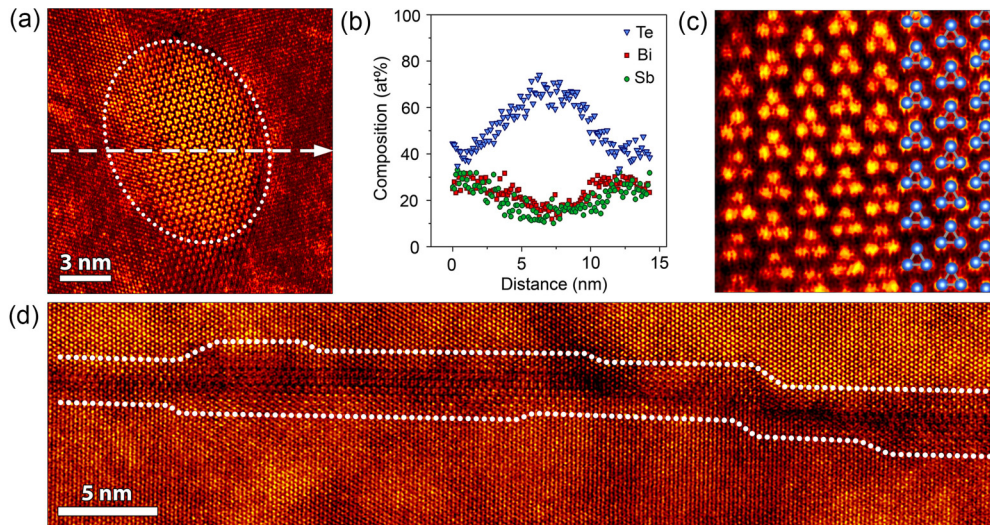 (a)
3 nm
(b)
Composition (at%)
100
80
60
40
20
0
Te
Bi
Sb
0
5
10
15
Distance (nm)
(c)
(d)
5 nm